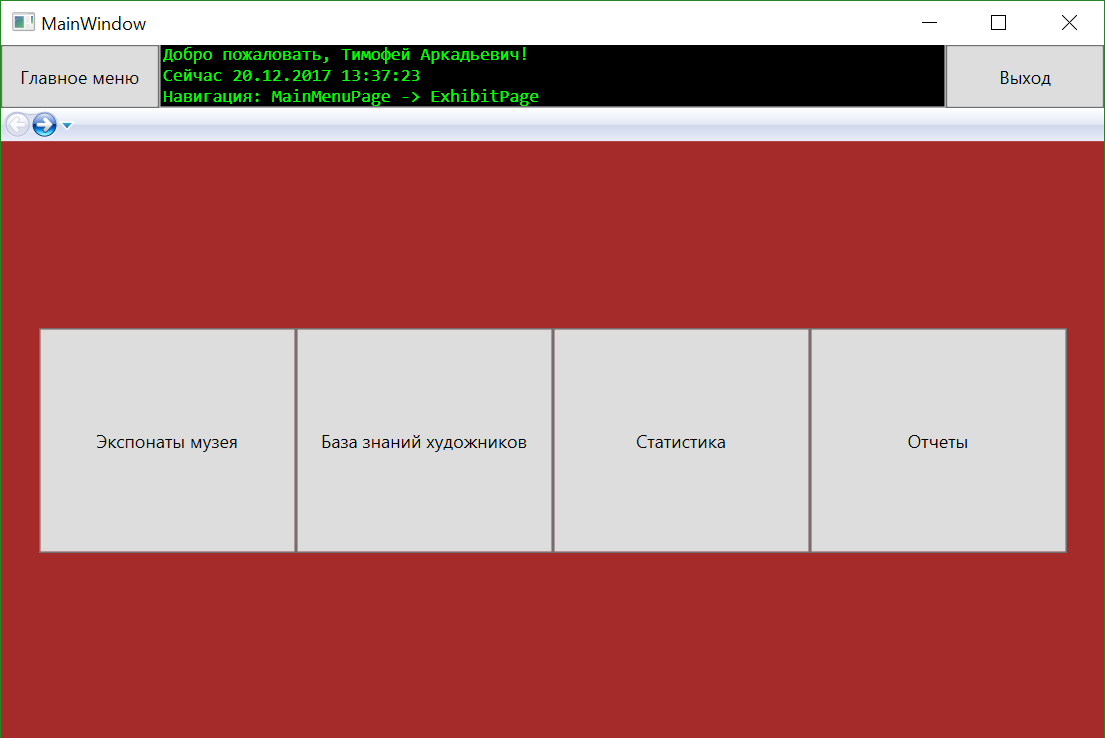 MainWindow
Главное меню
Добро пожаловать, Тимофей Аркадьевич!
Сейчас 20.12.2017 13:37:23
Навигация: MainMenuPage -> ExhibitPage
Выход
Экспонаты музея
База знаний художников
Статистика
Отчеты